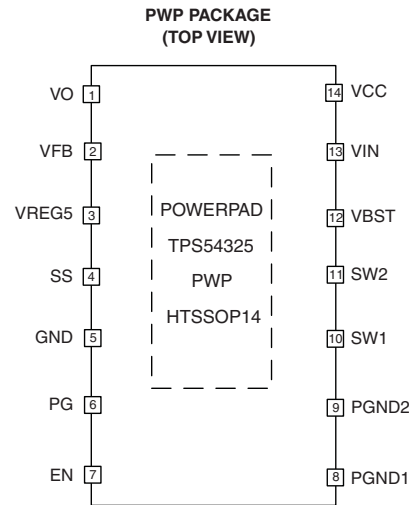 PWP PACKAGE
(TOP VIEW)
VO 1
VFB 2
VREG5 3
SS 4
GND 5
PG 6
EN 7
POWERPAD
TPS54325
PWP
HTSSOP14
14 VCC
13 VIN
12 VBST
11 SW2
10 SW1
9 PGND2
8 PGND1